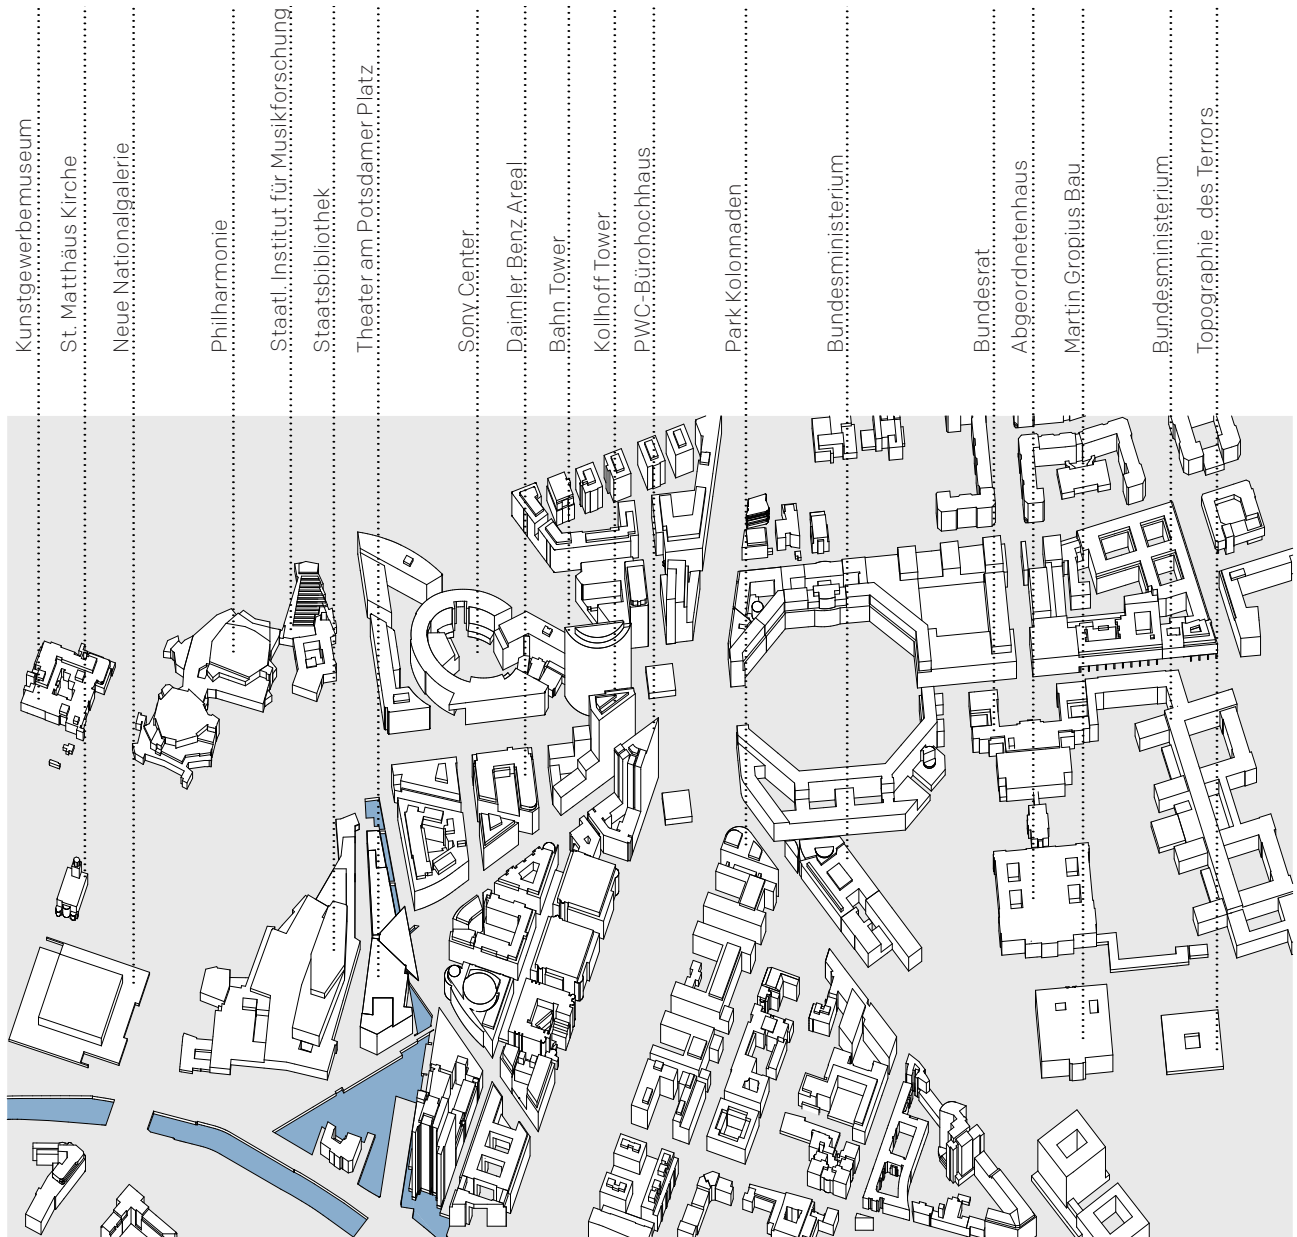 Kunstgewerbemuseum
St. Matthäus Kirche
Neue Nationalgalerie
Philharmonie
Staatl. Institut für Musikforschung
Staatsbibliothek
Theater am Potsdamer Platz
Sony Center
Daimler Benz Areal
Bahn Tower
Kollhoff Tower
PWC-Bürohochhaus
Park Kolonnaden
Bundesministerium
Bundesrat
Abgeordnetenhaus
Martin Gropius Bau
Bundesministerium
Topographie des Terrors